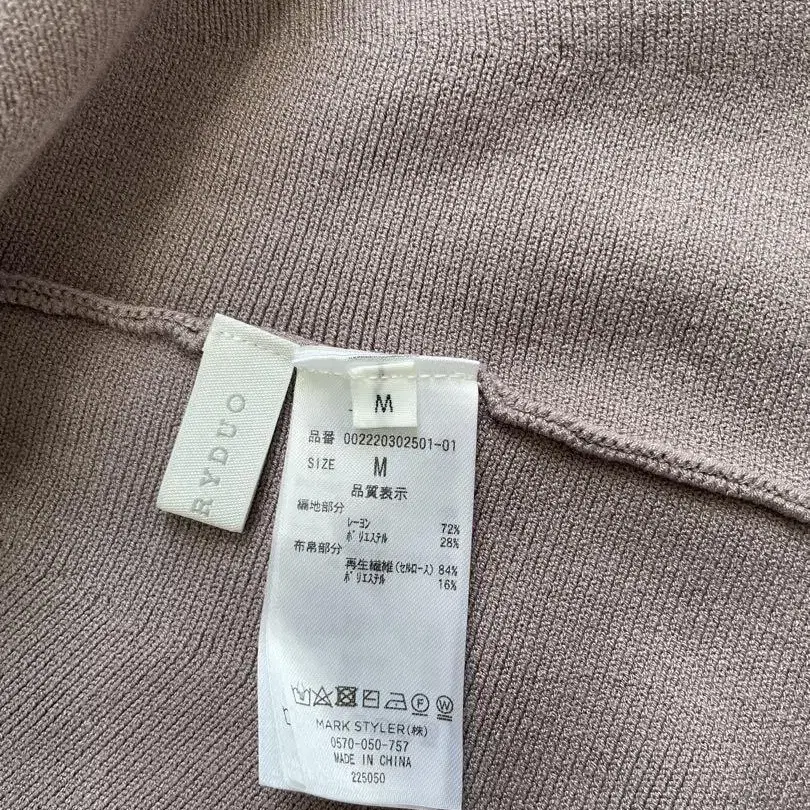 RYDUO
M
品番 002220302501-01
SIZE M
品質表示
編地部分
レーヨン 72%
ポリエステル 28%
布帛部分
再生繊維(セルロース) 84%
ポリエステル 16%
F W
MARK STYLER(株)
0570-050-757
MADE IN CHINA
225050